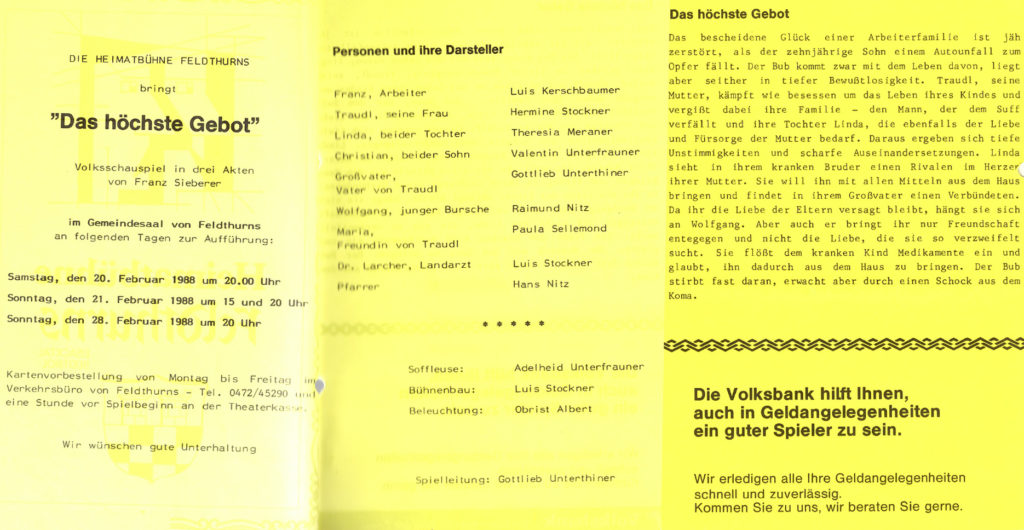 DIE HEIMATBÜHNE FELDTHURNS
bringt
"Das höchste Gebot"
Volksschauspiel in drei Akten
von Franz Sieberer
im Gemeindesaal von Feldthurns
an folgenden Tagen zur Aufführung:
Samstag, den 20. Februar 1988 um 20.00 Uhr
Sonntag, den 21. Februar 1988 um 15 und 20 Uhr
Sonntag, den 28. Februar 1988 um 20 Uhr
Kartenvorbestellung von Montag bis Freitag im
Verkehrsbüro von Feldthurns - Tel. 0472/45290 und
eine Stunde vor Spielbeginn an der Theaterkasse.
Wir wünschen gute Unterhaltung
Personen und ihre Darsteller
Franz, Arbeiter Luis Kerschbaumer
Traudl, seine Frau Hermine Stockner
Linda, beider Tochter Theresia Meraner
Christian, beider Sohn Valentin Unterfrauner
Großvater, Gottlieb Unterthiner
Vater von Traudl
Wolfgang, junger Bursche Raimund Nitz
Maria, Paula Sellemond
Freundin von Traudl
Dr. Larcher, Landarzt Luis Stockner
Pfarrer Hans Nitz
* * * * *
Soffleuse: Adelheid Unterfrauner
Bühnenbau: Luis Stockner
Beleuchtung: Obrist Albert
Spielleitung: Gottlieb Unterthiner
Das höchste Gebot
Das bescheidene Glück einer Arbeiterfamilie ist jäh
zerstört, als der zehnjährige Sohn einem Autounfall zum
Opfer fällt. Der Bub kommt zwar mit dem Leben davon, liegt
aber seither in tiefer Bewußtlosigkeit. Traudl, seine
Mutter, kämpft wie besessen um das Leben ihres Kindes und
vergißt dabei ihre Familie - den Mann, der dem Suff
verfällt und ihre Tochter Linda, die ebenfalls der Liebe
und Fürsorge der Mutter bedarf. Daraus ergeben sich tiefe
Unstimmigkeiten und scharfe Auseinandersetzungen. Linda
sieht in ihrem kranken Bruder einen Rivalen im Herzen
ihrer Mutter. Sie will ihn mit allen Mitteln aus dem Haus
bringen und findet in ihrem Großvater einen Verbündeten.
Da ihr die Liebe der Eltern versagt bleibt, hängt sie sich
an Wolfgang. Aber auch er bringt ihr nur Freundschaft
entegegen und nicht die Liebe, die sie so verzweifelt
sucht. Sie flößt dem kranken Kind Medikamente ein und
glaubt, ihn dadurch aus dem Haus zu bringen. Der Bub
stirbt fast daran, erwacht aber durch einen Schock aus dem
Koma.
Die Volksbank hilft Ihnen,
auch in Geldangelegenheiten
ein guter Spieler zu sein.
Wir erledigen alle Ihre Geldangelegenheiten
schnell und zuverlässig.
Kommen Sie zu uns, wir beraten Sie gerne.